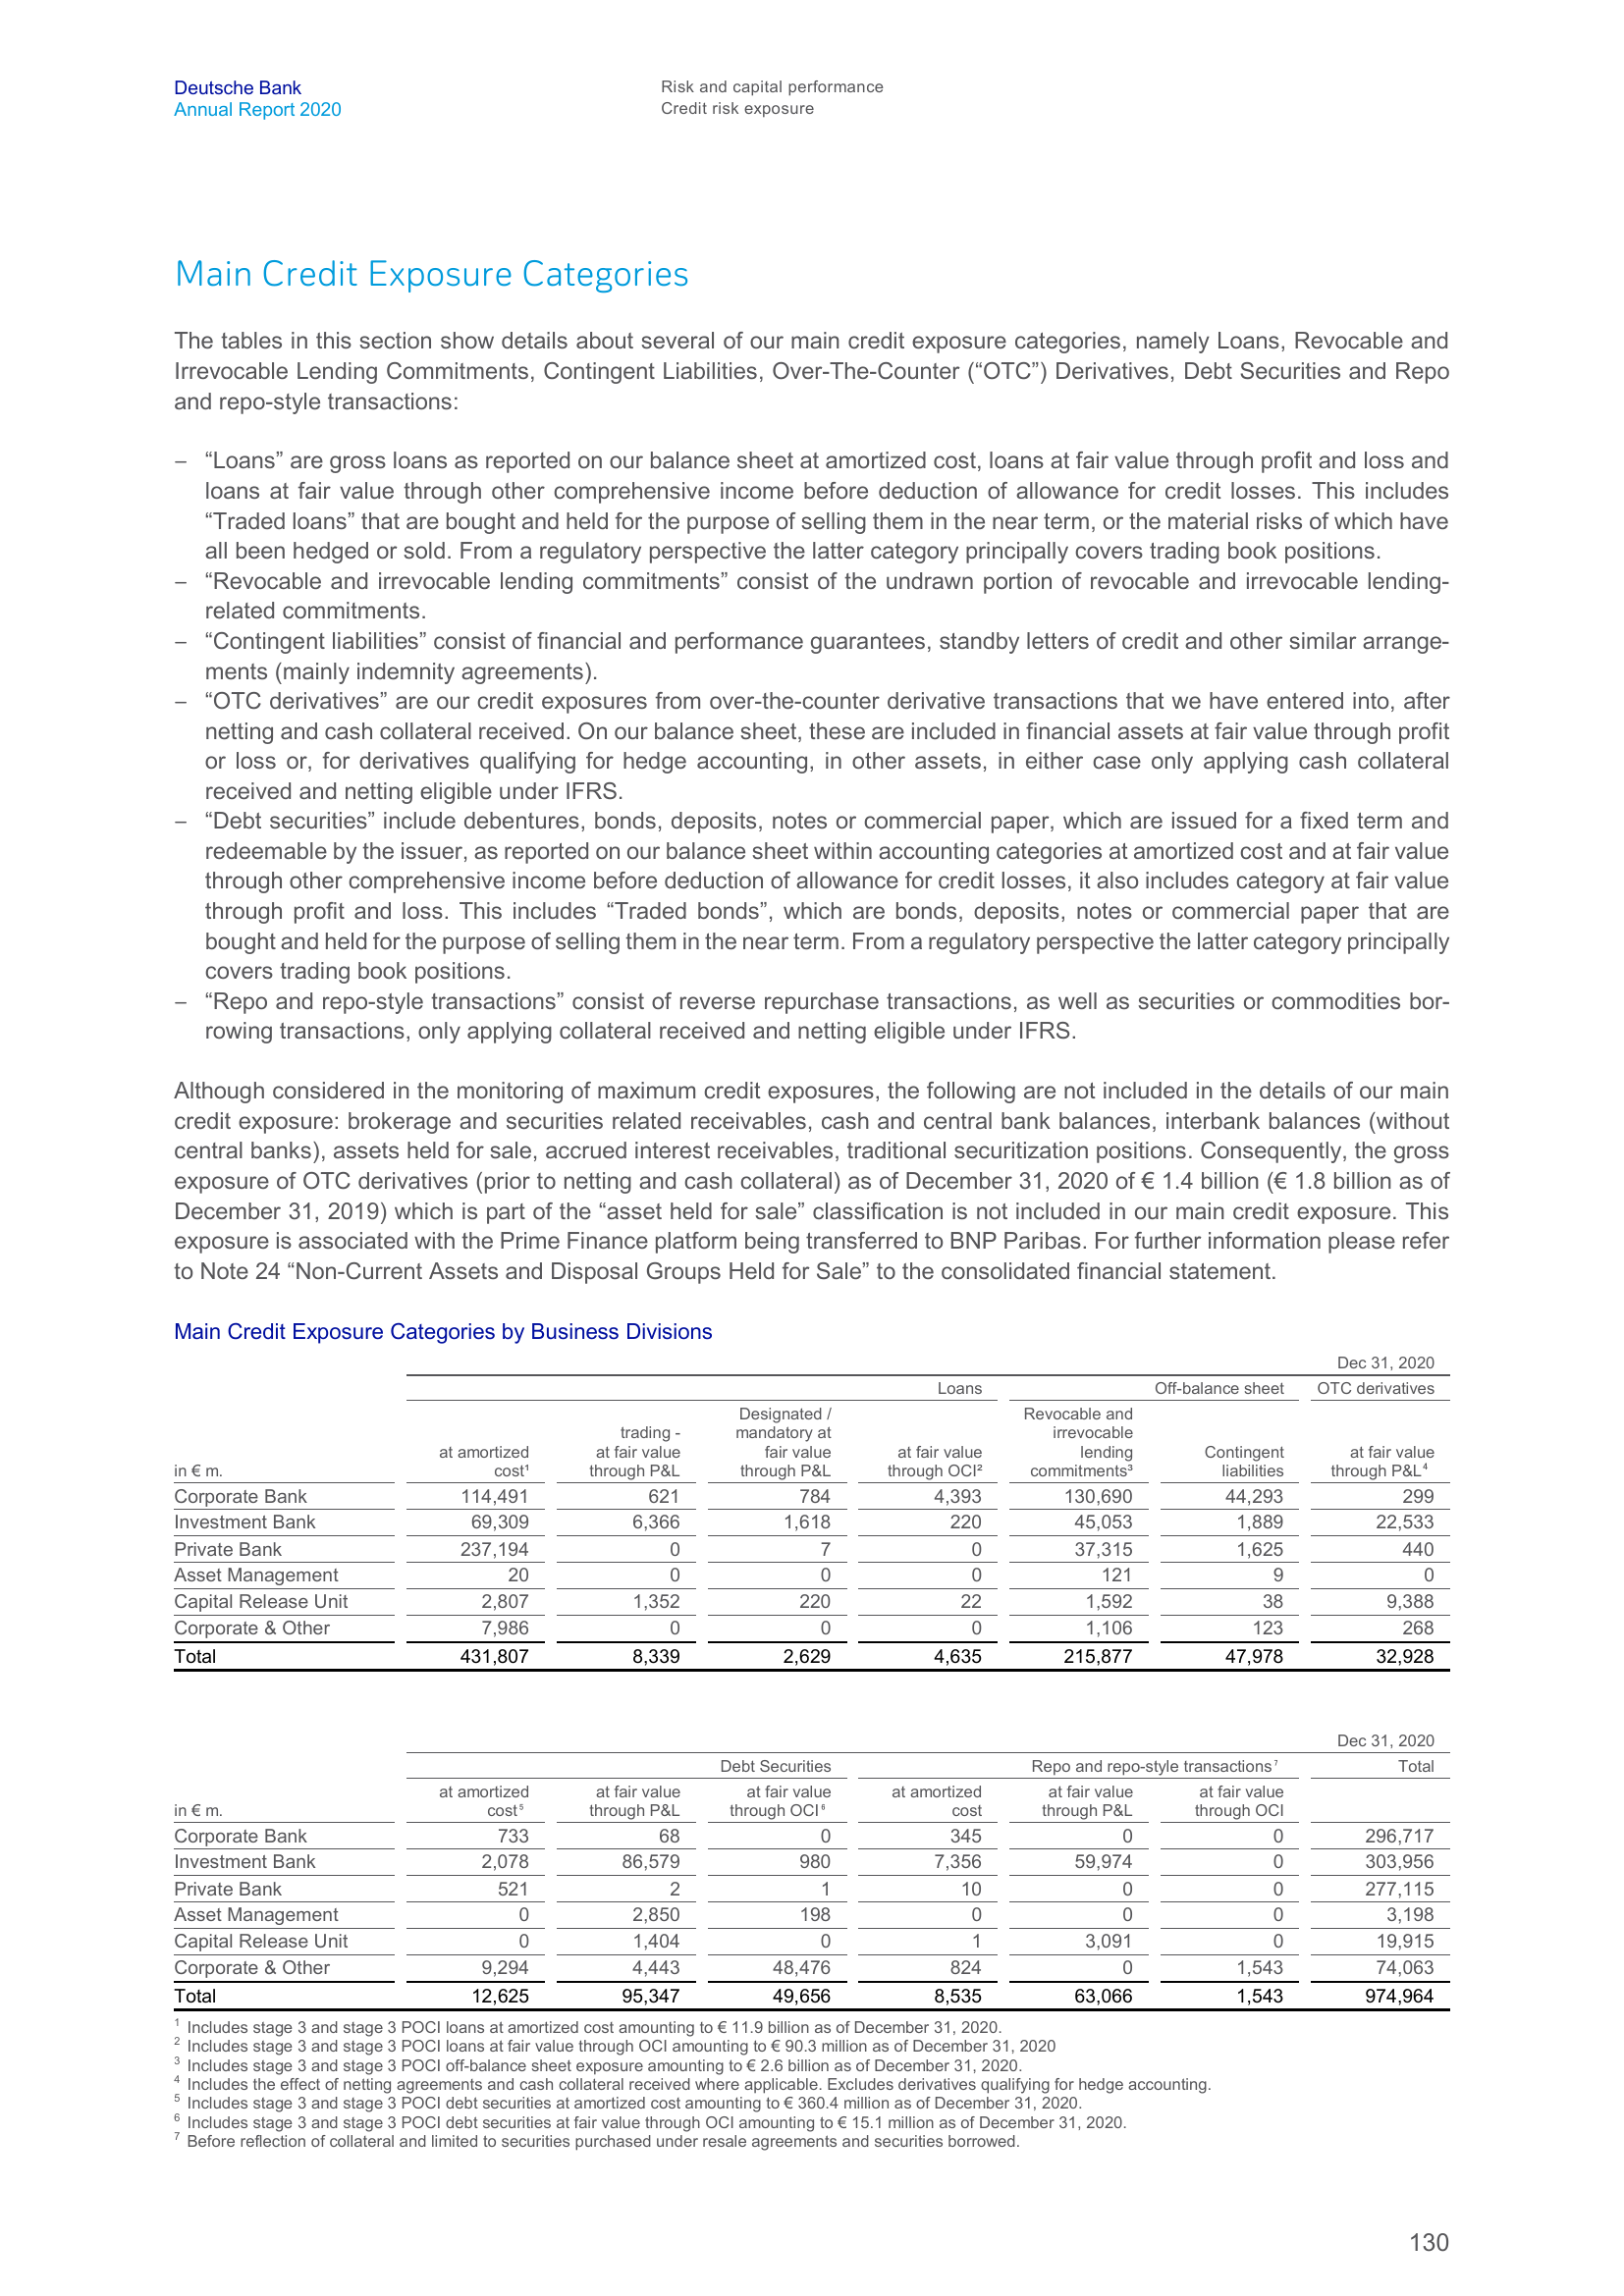 Deutsche Bank
Annual Report 2020
Risk and capital performance
Credit risk exposure
Main Credit Exposure Categories
The tables in this section show details about several of our main credit exposure categories, namely Loans, Revocable and
Irrevocable Lending Commitments, Contingent Liabilities, Over-The-Counter (“OTC”) Derivatives, Debt Securities and Repo
and repo-style transactions:
– “Loans” are gross loans as reported on our balance sheet at amortized cost, loans at fair value through profit and loss and
loans at fair value through other comprehensive income before deduction of allowance for credit losses. This includes
“Traded loans” that are bought and held for the purpose of selling them in the near term, or the material risks of which have
all been hedged or sold. From a regulatory perspective the latter category principally covers trading book positions.
– “Revocable and irrevocable lending commitments” consist of the undrawn portion of revocable and irrevocable lending-
related commitments.
– “Contingent liabilities” consist of financial and performance guarantees, standby letters of credit and other similar arrange-
ments (mainly indemnity agreements).
– “OTC derivatives” are our credit exposures from over-the-counter derivative transactions that we have entered into, after
netting and cash collateral received. On our balance sheet, these are included in financial assets at fair value through profit
or loss or, for derivatives qualifying for hedge accounting, in other assets, in either case only applying cash collateral
received and netting eligible under IFRS.
– “Debt securities” include debentures, bonds, deposits, notes or commercial paper, which are issued for a fixed term and
redeemable by the issuer, as reported on our balance sheet within accounting categories at amortized cost and at fair value
through other comprehensive income before deduction of allowance for credit losses, it also includes category at fair value
through profit and loss. This includes “Traded bonds”, which are bonds, deposits, notes or commercial paper that are
bought and held for the purpose of selling them in the near term. From a regulatory perspective the latter category principally
covers trading book positions.
– “Repo and repo-style transactions” consist of reverse repurchase transactions, as well as securities or commodities bor-
rowing transactions, only applying collateral received and netting eligible under IFRS.
Although considered in the monitoring of maximum credit exposures, the following are not included in the details of our main
credit exposure: brokerage and securities related receivables, cash and central bank balances, interbank balances (without
central banks), assets held for sale, accrued interest receivables, traditional securitization positions. Consequently, the gross
exposure of OTC derivatives (prior to netting and cash collateral) as of December 31, 2020 of € 1.4 billion (€ 1.8 billion as of
December 31, 2019) which is part of the “asset held for sale” classification is not included in our main credit exposure. This
exposure is associated with the Prime Finance platform being transferred to BNP Paribas. For further information please refer
to Note 24 “Non-Current Assets and Disposal Groups Held for Sale” to the consolidated financial statement.
Main Credit Exposure Categories by Business Divisions
Dec 31, 2020
Loans Off-balance sheet OTC derivatives
Designated / Revocable and
trading - mandatory at irrevocable
at amortized at fair value fair value at fair value lending Contingent at fair value
in € m. cost¹ through P&L through P&L through OCI² commitments³ liabilities through P&L⁴
Corporate Bank 114,491 621 784 4,393 130,690 44,293 299
Investment Bank 69,309 6,366 1,618 220 45,053 1,889 22,533
Private Bank 237,194 0 7 0 37,315 1,625 440
Asset Management 20 0 0 0 121 9 0
Capital Release Unit 2,807 1,352 220 22 1,592 38 9,388
Corporate & Other 7,986 0 0 0 1,106 123 268
Total 431,807 8,339 2,629 4,635 215,877 47,978 32,928
Dec 31, 2020
Debt Securities Repo and repo-style transactions⁷ Total
at amortized at fair value at fair value at amortized at fair value at fair value
in € m. cost⁵ through P&L through OCI⁶ cost through P&L through OCI
Corporate Bank 733 68 0 345 0 0 296,717
Investment Bank 2,078 86,579 980 7,356 59,974 0 303,956
Private Bank 521 2 1 10 0 0 277,115
Asset Management 0 2,850 198 0 0 0 3,198
Capital Release Unit 0 1,404 0 1 3,091 0 19,915
Corporate & Other 9,294 4,443 48,476 824 0 1,543 74,063
Total 12,625 95,347 49,656 8,535 63,066 1,543 974,964
¹ Includes stage 3 and stage 3 POCI loans at amortized cost amounting to € 11.9 billion as of December 31, 2020.
² Includes stage 3 and stage 3 POCI loans at fair value through OCI amounting to € 90.3 million as of December 31, 2020
³ Includes stage 3 and stage 3 POCI off-balance sheet exposure amounting to € 2.6 billion as of December 31, 2020.
⁴ Includes the effect of netting agreements and cash collateral received where applicable. Excludes derivatives qualifying for hedge accounting.
⁵ Includes stage 3 and stage 3 POCI debt securities at amortized cost amounting to € 360.4 million as of December 31, 2020.
⁶ Includes stage 3 and stage 3 POCI debt securities at fair value through OCI amounting to € 15.1 million as of December 31, 2020.
⁷ Before reflection of collateral and limited to securities purchased under resale agreements and securities borrowed.
130